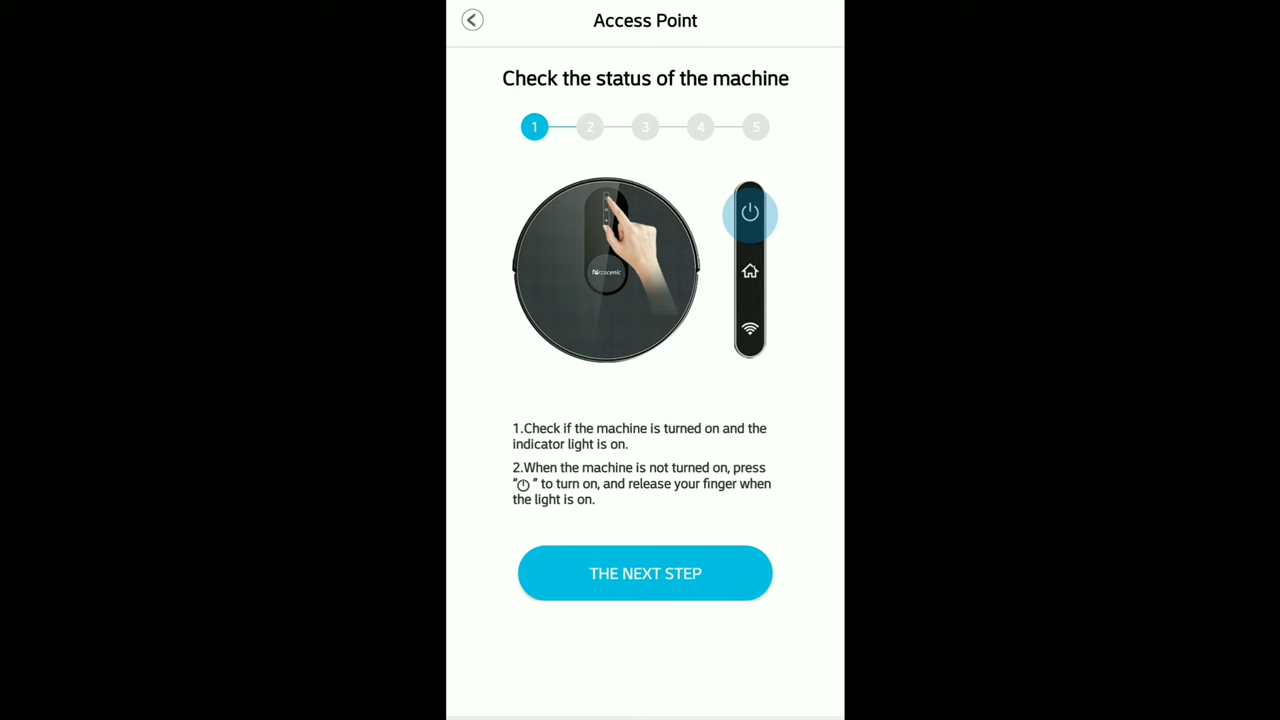 Access Point
Check the status of the machine
1 2 3 4 5
Proscenic
1.Check if the machine is turned on and the
indicator light is on.
2.When the machine is not turned on, press
“⏻” to turn on, and release your finger when
the light is on.
THE NEXT STEP